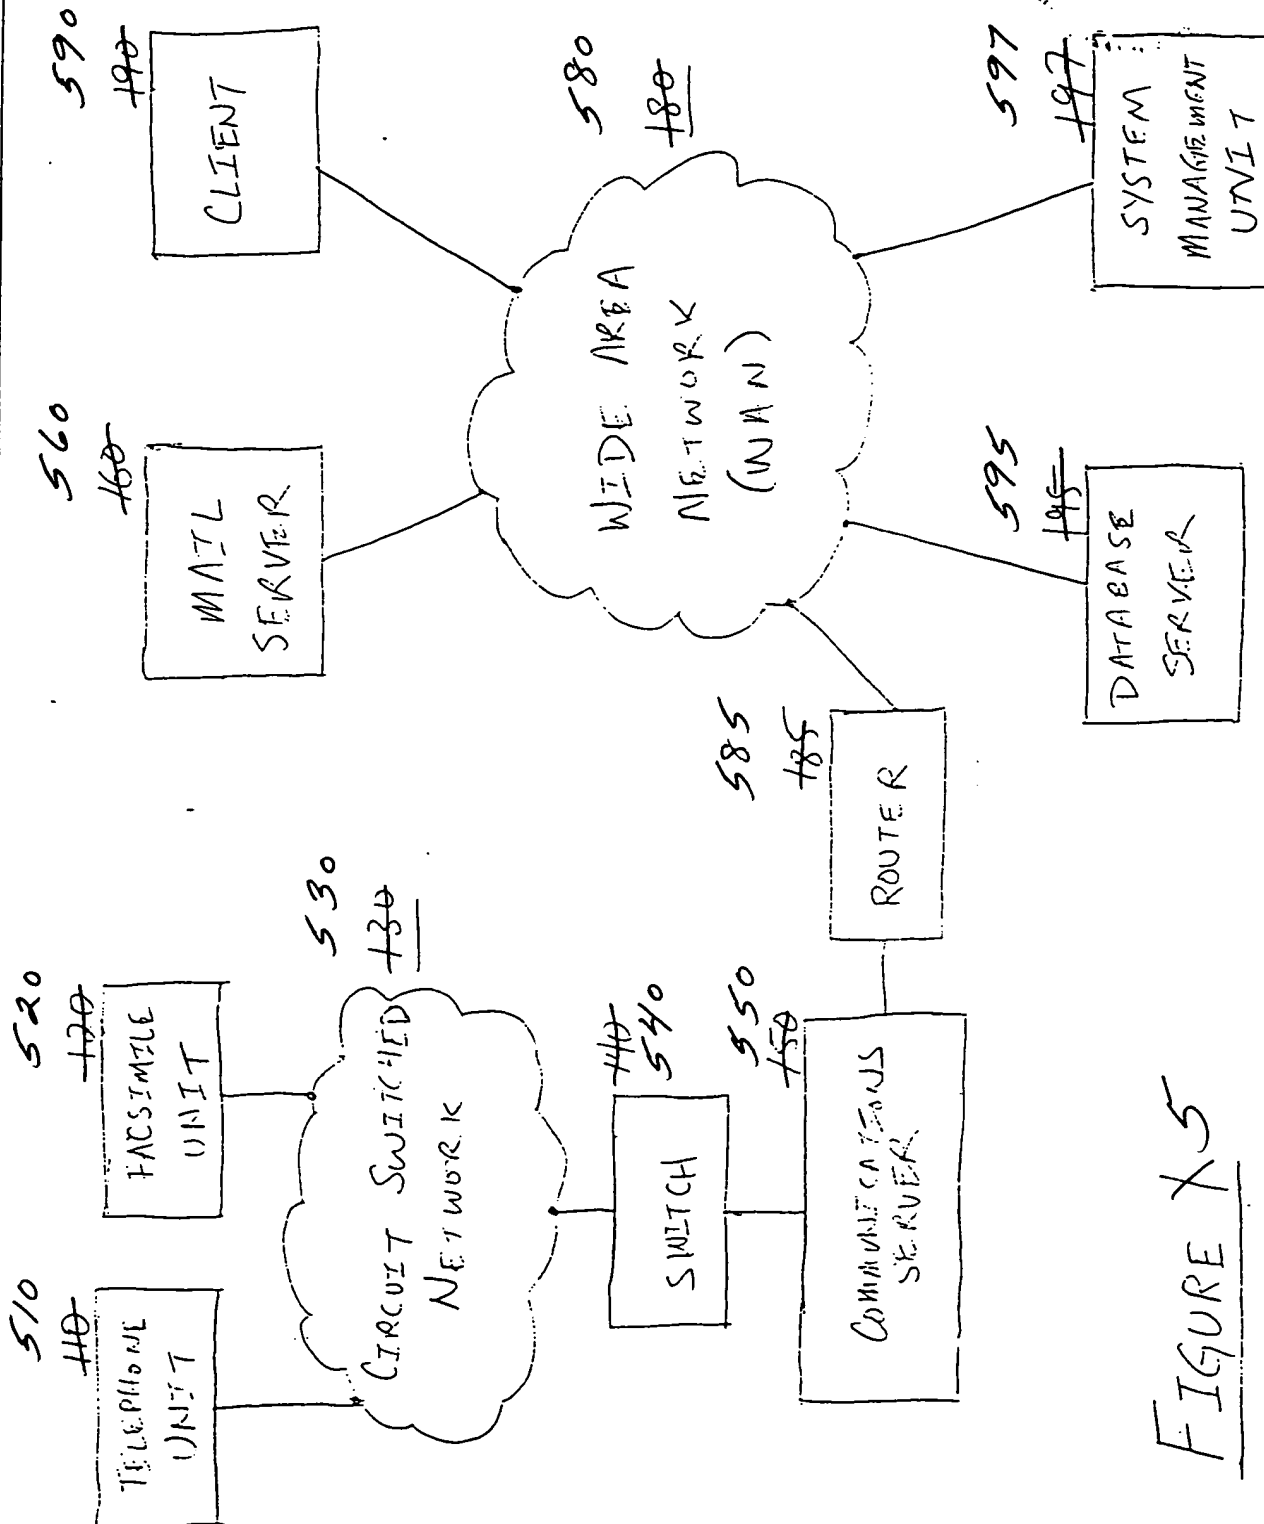 510
110
TELEPHONE
UNIT
520
120
FACSIMILE
UNIT
530
130
CIRCUIT SWITCHED
NETWORK
140
540
SWITCH
550
150
COMMUNICATIONS
SERVER
585
185
ROUTER
560
160
MAIL
SERVER
590
190
CLIENT
580
180
WIDE AREA
NETWORK
(WAN)
595
195
DATABASE
SERVER
597
197
SYSTEM
MANAGEMENT
UNIT
FIGURE X5